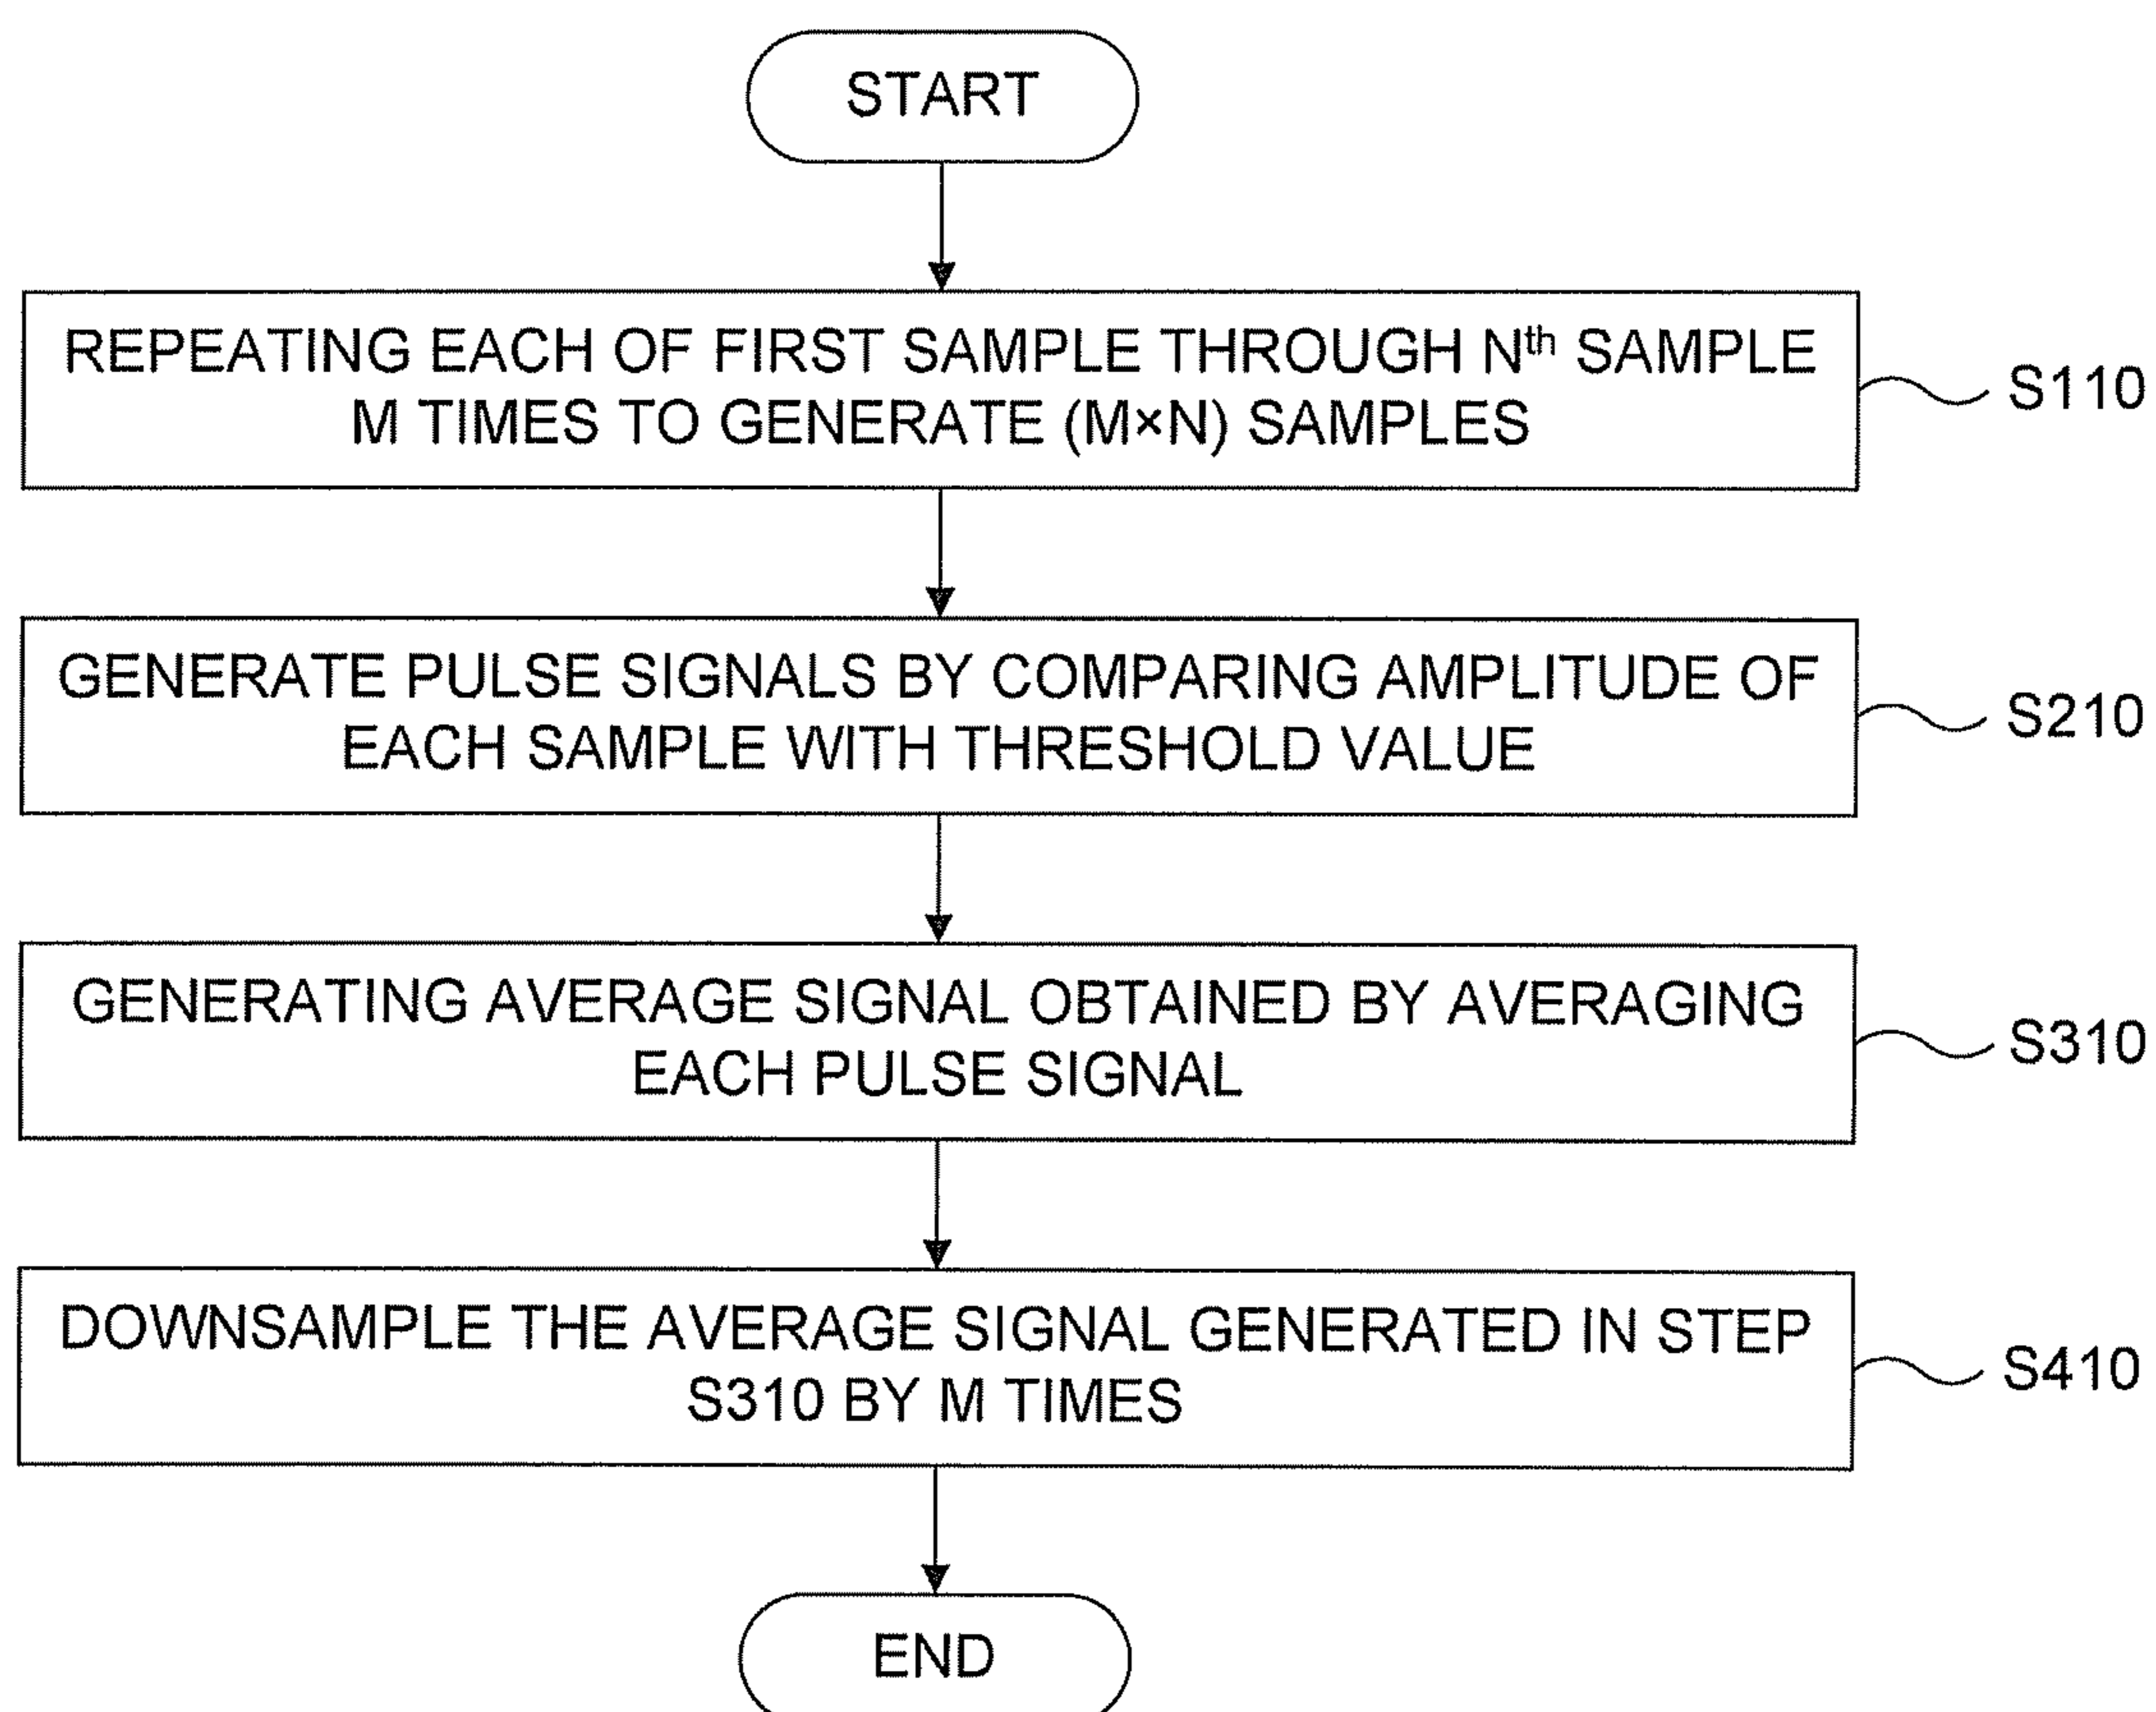 START
REPEATING EACH OF FIRST SAMPLE THROUGH Nth SAMPLE
M TIMES TO GENERATE (M×N) SAMPLES
S110
GENERATE PULSE SIGNALS BY COMPARING AMPLITUDE OF
EACH SAMPLE WITH THRESHOLD VALUE
S210
GENERATING AVERAGE SIGNAL OBTAINED BY AVERAGING
EACH PULSE SIGNAL
S310
DOWNSAMPLE THE AVERAGE SIGNAL GENERATED IN STEP
S310 BY M TIMES
S410
END